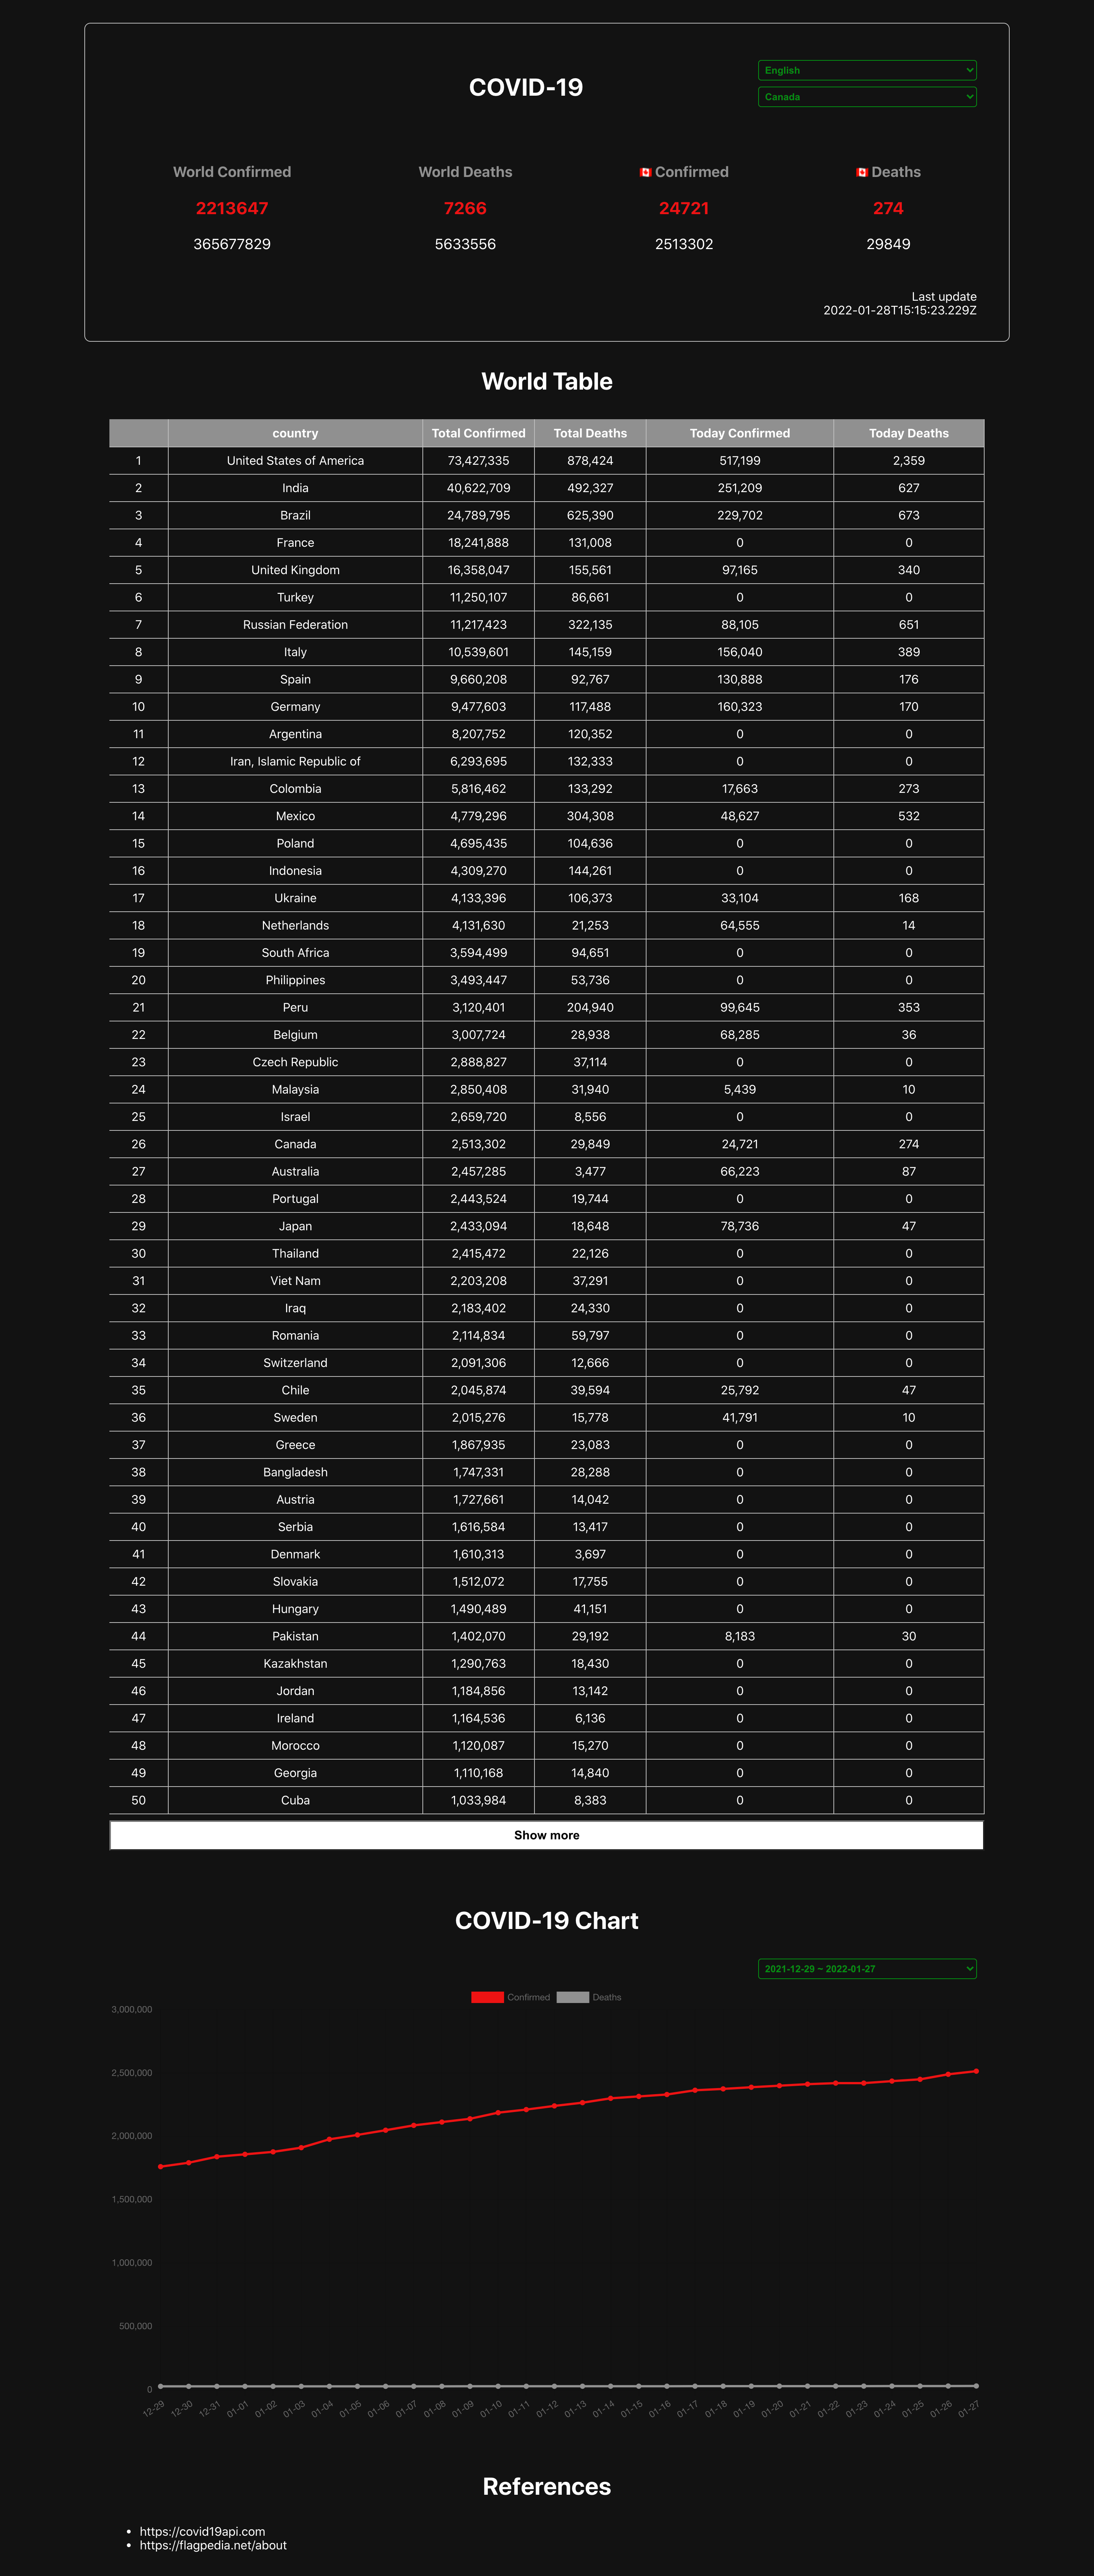 COVID-19
English
Canada
World Confirmed World Deaths 🇨🇦 Confirmed 🇨🇦 Deaths
2213647 7266 24721 274
365677829 5633556 2513302 29849
Last update
2022-01-28T15:15:23.229Z
World Table
country Total Confirmed Total Deaths Today Confirmed Today Deaths
1 United States of America 73,427,335 878,424 517,199 2,359
2 India 40,622,709 492,327 251,209 627
3 Brazil 24,789,795 625,390 229,702 673
4 France 18,241,888 131,008 0 0
5 United Kingdom 16,358,047 155,561 97,165 340
6 Turkey 11,250,107 86,661 0 0
7 Russian Federation 11,217,423 322,135 88,105 651
8 Italy 10,539,601 145,159 156,040 389
9 Spain 9,660,208 92,767 130,888 176
10 Germany 9,477,603 117,488 160,323 170
11 Argentina 8,207,752 120,352 0 0
12 Iran, Islamic Republic of 6,293,695 132,333 0 0
13 Colombia 5,816,462 133,292 17,663 273
14 Mexico 4,779,296 304,308 48,627 532
15 Poland 4,695,435 104,636 0 0
16 Indonesia 4,309,270 144,261 0 0
17 Ukraine 4,133,396 106,373 33,104 168
18 Netherlands 4,131,630 21,253 64,555 14
19 South Africa 3,594,499 94,651 0 0
20 Philippines 3,493,447 53,736 0 0
21 Peru 3,120,401 204,940 99,645 353
22 Belgium 3,007,724 28,938 68,285 36
23 Czech Republic 2,888,827 37,114 0 0
24 Malaysia 2,850,408 31,940 5,439 10
25 Israel 2,659,720 8,556 0 0
26 Canada 2,513,302 29,849 24,721 274
27 Australia 2,457,285 3,477 66,223 87
28 Portugal 2,443,524 19,744 0 0
29 Japan 2,433,094 18,648 78,736 47
30 Thailand 2,415,472 22,126 0 0
31 Viet Nam 2,203,208 37,291 0 0
32 Iraq 2,183,402 24,330 0 0
33 Romania 2,114,834 59,797 0 0
34 Switzerland 2,091,306 12,666 0 0
35 Chile 2,045,874 39,594 25,792 47
36 Sweden 2,015,276 15,778 41,791 10
37 Greece 1,867,935 23,083 0 0
38 Bangladesh 1,747,331 28,288 0 0
39 Austria 1,727,661 14,042 0 0
40 Serbia 1,616,584 13,417 0 0
41 Denmark 1,610,313 3,697 0 0
42 Slovakia 1,512,072 17,755 0 0
43 Hungary 1,490,489 41,151 0 0
44 Pakistan 1,402,070 29,192 8,183 30
45 Kazakhstan 1,290,763 18,430 0 0
46 Jordan 1,184,856 13,142 0 0
47 Ireland 1,164,536 6,136 0 0
48 Morocco 1,120,087 15,270 0 0
49 Georgia 1,110,168 14,840 0 0
50 Cuba 1,033,984 8,383 0 0
Show more
COVID-19 Chart
2021-12-29 ~ 2022-01-27
Confirmed Deaths
3,000,000
2,500,000
2,000,000
1,500,000
1,000,000
500,000
0
12-29 12-30 12-31 01-01 01-02 01-03 01-04 01-05 01-06 01-07 01-08 01-09 01-10 01-11 01-12 01-13 01-14 01-15 01-16 01-17 01-18 01-19 01-20 01-21 01-22 01-23 01-24 01-25 01-26 01-27
References
• https://covid19api.com
• https://flagpedia.net/about